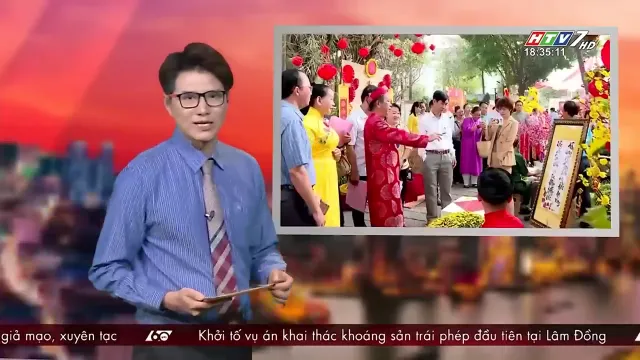 HTV7 HD
18:35:11
giả mạo, xuyên tạc 60 Khởi tố vụ án khai thác khoáng sản trái phép đầu tiên tại Lâm Đồng